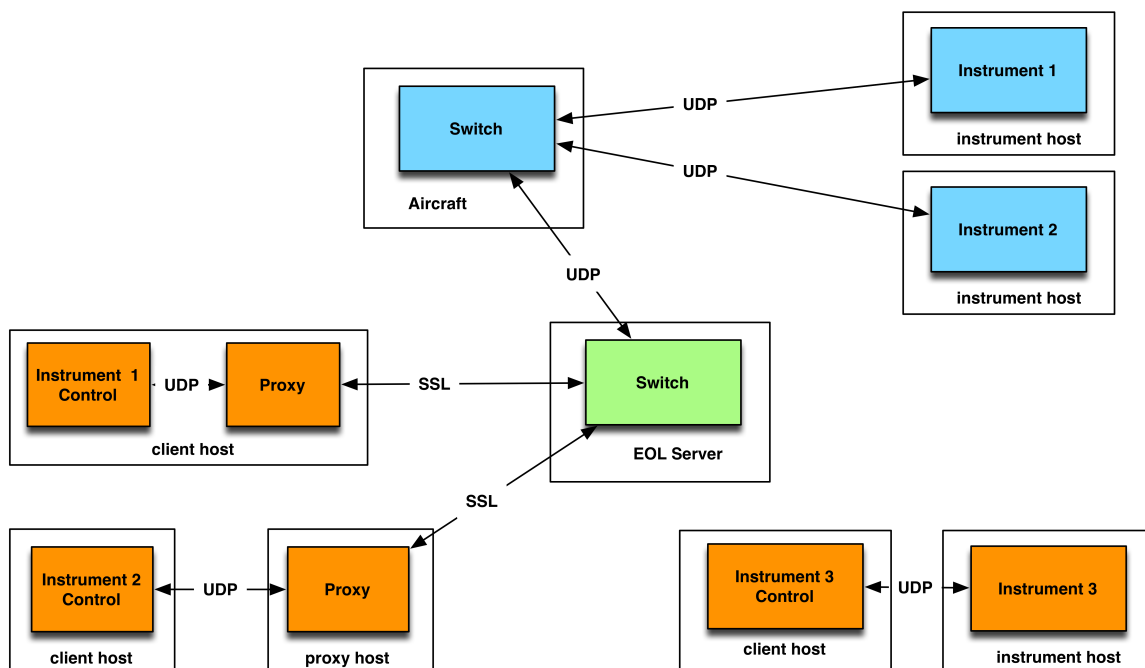 Instrument 1
instrument host
UDP
Switch
Aircraft
UDP
Instrument 2
instrument host
UDP
Instrument 1
Control
UDP
Proxy
client host
SSL
Switch
EOL Server
SSL
Instrument 2
Control
client host
UDP
Proxy
proxy host
Instrument 3
Control
client host
UDP
Instrument 3
instrument host